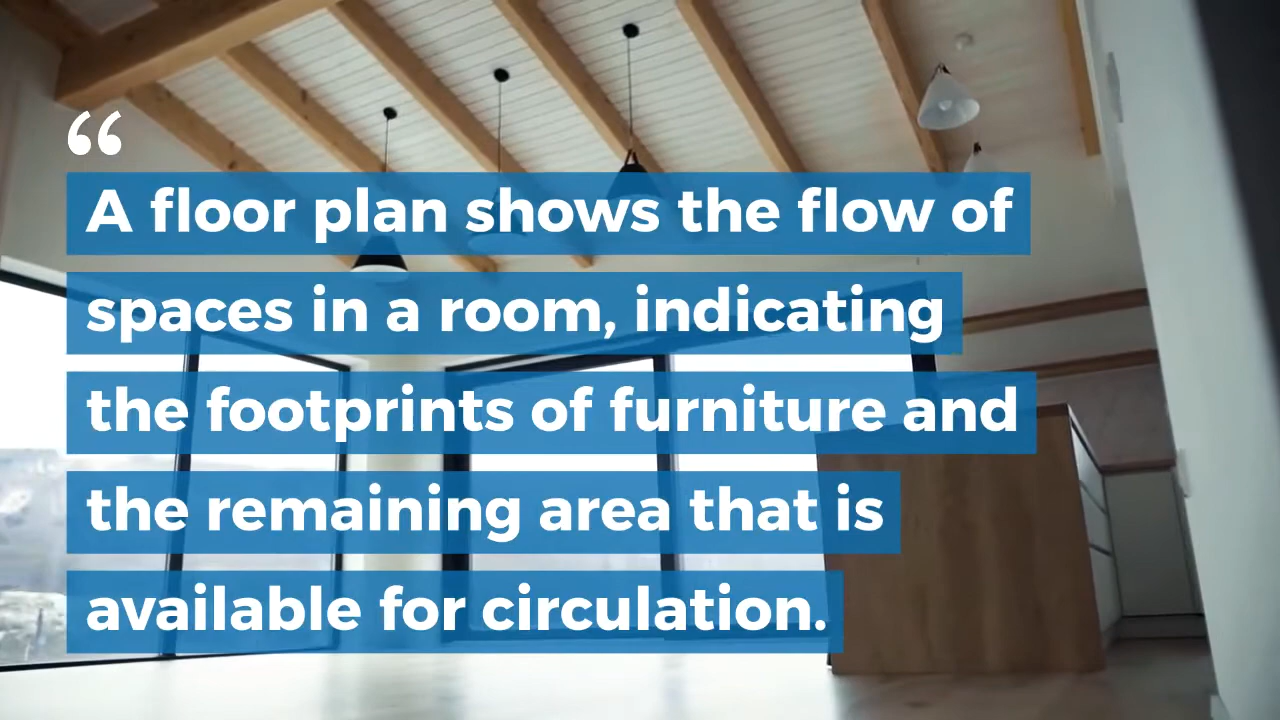 “
A floor plan shows the flow of
spaces in a room, indicating
the footprints of furniture and
the remaining area that is
available for circulation.